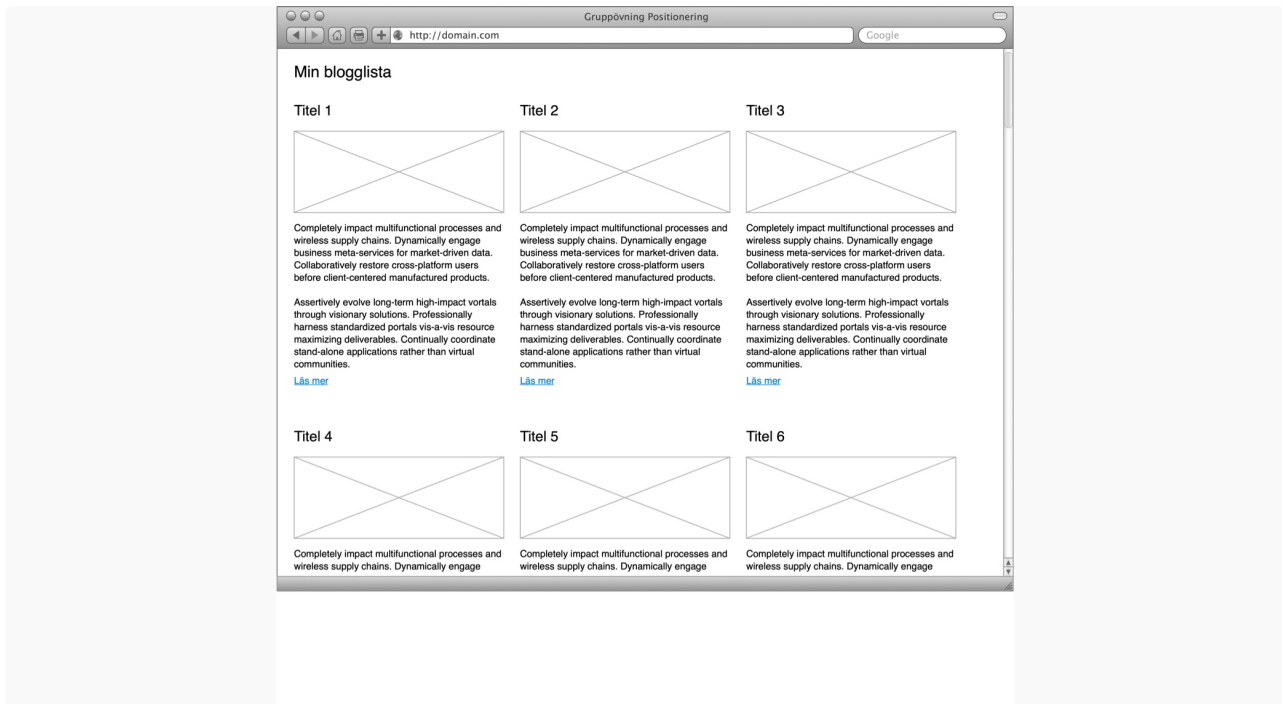 Gruppövning Positionering
http://domain.com
Google
Min blogglista
Titel 1
Completely impact multifunctional processes and
wireless supply chains. Dynamically engage
business meta-services for market-driven data.
Collaboratively restore cross-platform users
before client-centered manufactured products.
Assertively evolve long-term high-impact vortals
through visionary solutions. Professionally
harness standardized portals vis-a-vis resource
maximizing deliverables. Continually coordinate
stand-alone applications rather than virtual
communities.
Läs mer
Titel 2
Completely impact multifunctional processes and
wireless supply chains. Dynamically engage
business meta-services for market-driven data.
Collaboratively restore cross-platform users
before client-centered manufactured products.
Assertively evolve long-term high-impact vortals
through visionary solutions. Professionally
harness standardized portals vis-a-vis resource
maximizing deliverables. Continually coordinate
stand-alone applications rather than virtual
communities.
Läs mer
Titel 3
Completely impact multifunctional processes and
wireless supply chains. Dynamically engage
business meta-services for market-driven data.
Collaboratively restore cross-platform users
before client-centered manufactured products.
Assertively evolve long-term high-impact vortals
through visionary solutions. Professionally
harness standardized portals vis-a-vis resource
maximizing deliverables. Continually coordinate
stand-alone applications rather than virtual
communities.
Läs mer
Titel 4
Completely impact multifunctional processes and
wireless supply chains. Dynamically engage
Titel 5
Completely impact multifunctional processes and
wireless supply chains. Dynamically engage
Titel 6
Completely impact multifunctional processes and
wireless supply chains. Dynamically engage